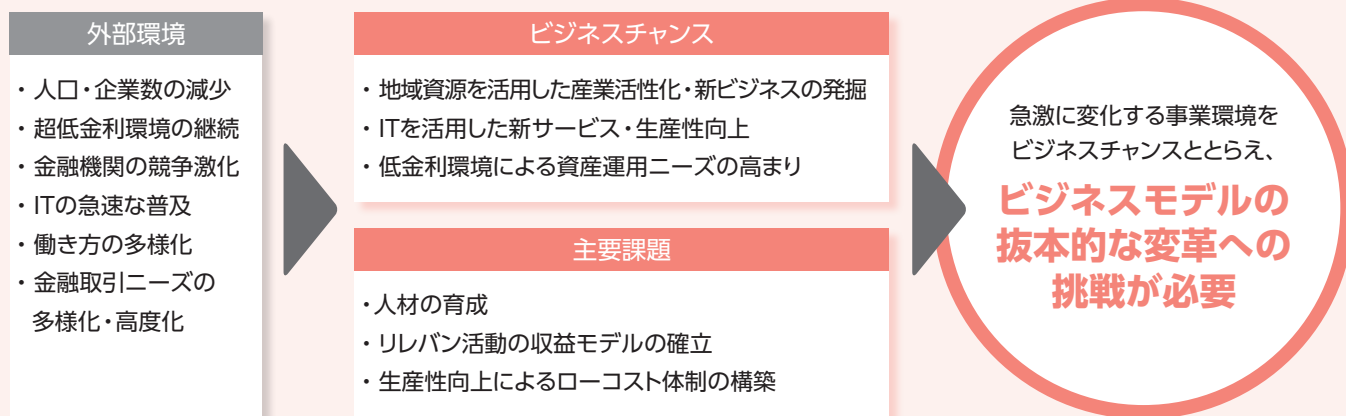 外部環境
・人口・企業数の減少
・超低金利環境の継続
・金融機関の競争激化
・ITの急速な普及
・働き方の多様化
・金融取引ニーズの
多様化・高度化
ビジネスチャンス
・地域資源を活用した産業活性化・新ビジネスの発掘
・ITを活用した新サービス・生産性向上
・低金利環境による資産運用ニーズの高まり
主要課題
・人材の育成
・リレバン活動の収益モデルの確立
・生産性向上によるローコスト体制の構築
急激に変化する事業環境を
ビジネスチャンスととらえ、
ビジネスモデルの
抜本的な変革への
挑戦が必要